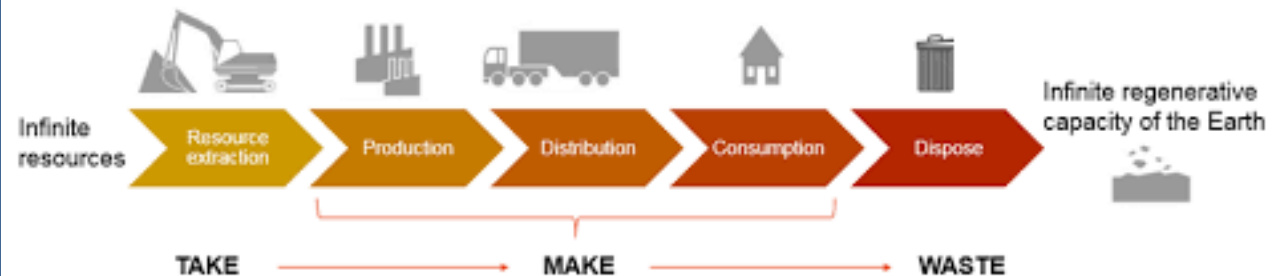 Infinite
resources
Resource
extraction
Production
Distribution
Consumption
Dispose
Infinite regenerative
capacity of the Earth
TAKE
MAKE
WASTE